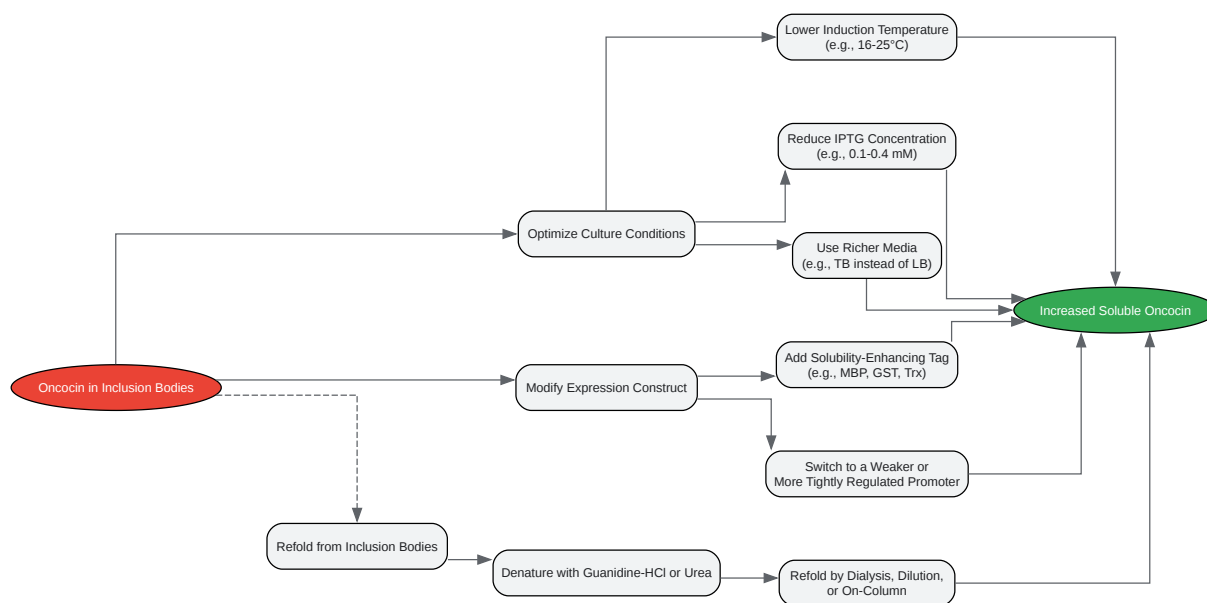 Lower Induction Temperature
(e.g., 16-25°C)
Reduce IPTG Concentration
(e.g., 0.1-0.4 mM)
Optimize Culture Conditions
Use Richer Media
(e.g., TB instead of LB)
Increased Soluble Oncocin
Oncocin in Inclusion Bodies
Modify Expression Construct
Add Solubility-Enhancing Tag
(e.g., MBP, GST, Trx)
Switch to a Weaker or
More Tightly Regulated Promoter
Refold from Inclusion Bodies
Denature with Guanidine-HCl or Urea
Refold by Dialysis, Dilution,
or On-Column